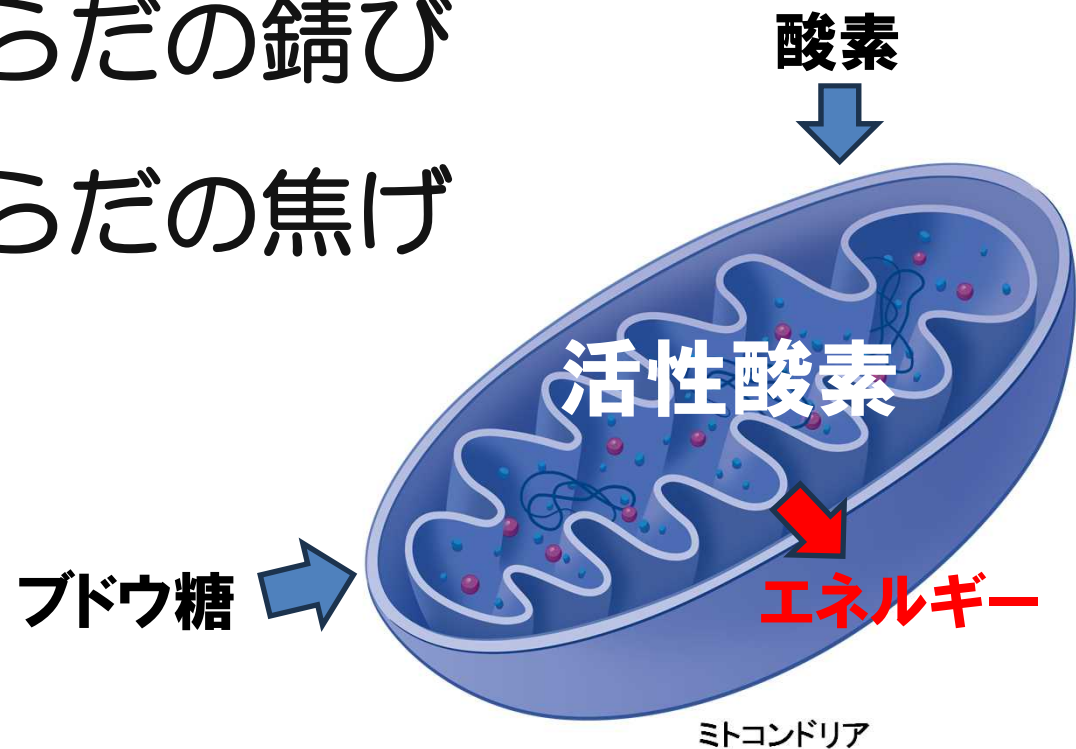 らだの錆び
酸素
らだの焦げ
活性酸素
ブドウ糖
エネルギー
ミトコンドリア